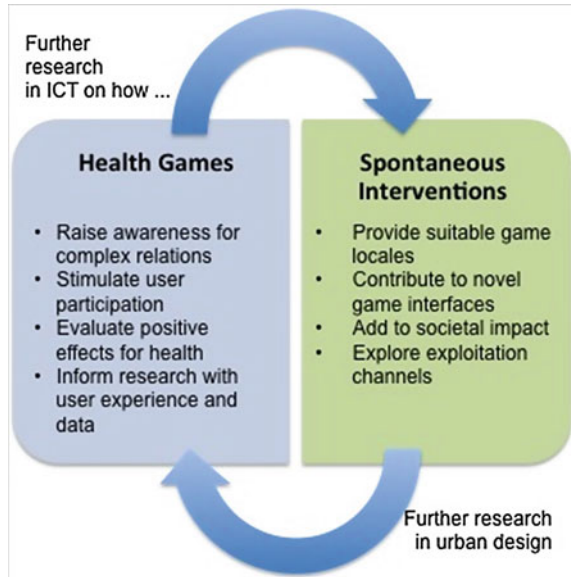 Further
research
in ICT on how ...
Health Games
• Raise awareness for
complex relations
• Stimulate user
participation
• Evaluate positive
effects for health
• Inform research with
user experience and
data
Spontaneous
Interventions
• Provide suitable game
locales
• Contribute to novel
game interfaces
• Add to societal impact
• Explore exploitation
channels
Further research
in urban design